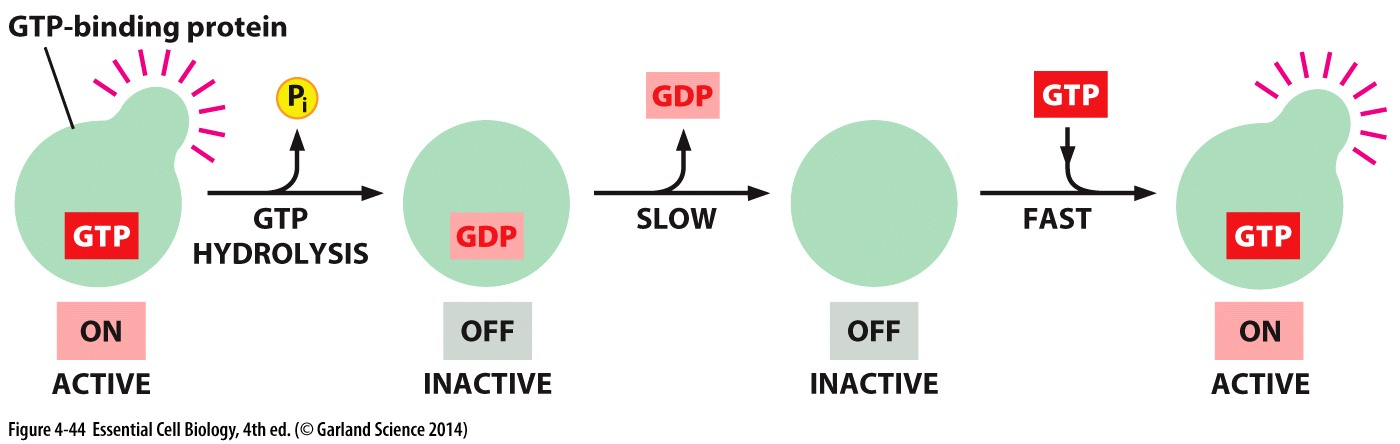 GTP-binding protein
Pi
GDP
GTP
GTP
HYDROLYSIS
SLOW
FAST
GTP
GDP
GTP
ON
OFF
OFF
ON
ACTIVE
INACTIVE
INACTIVE
ACTIVE
Figure 4-44 Essential Cell Biology, 4th ed. (© Garland Science 2014)